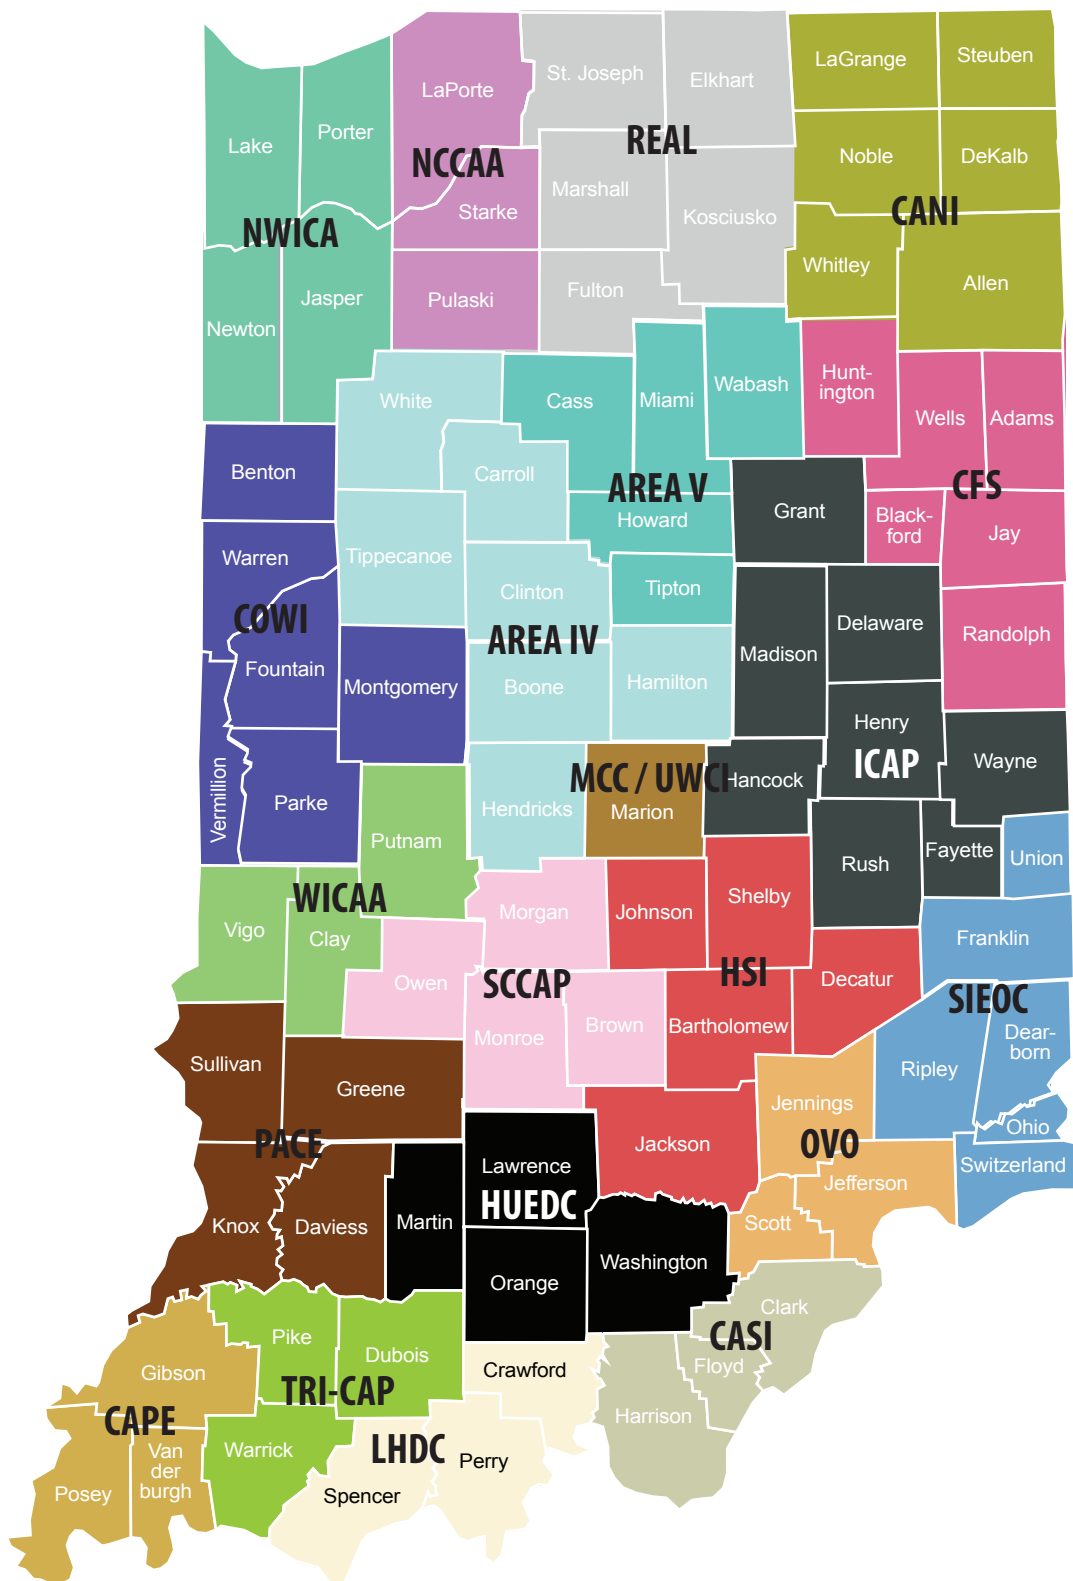 St. Joseph
Elkhart
LaGrange
Steuben
LaPorte
Lake
Porter
REAL
Noble
DeKalb
NCCAA
Marshall
Starke
Kosciusko
CANI
NWICA
Whitley
Allen
Jasper
Pulaski
Fulton
Newton
White
Cass
Miami
Wabash
Hunt-
ington
Wells
Adams
Benton
Carroll
AREA V
CFS
Howard
Grant
Black-
ford
Jay
Warren
Tippecanoe
Clinton
Tipton
COWI
AREA IV
Delaware
Randolph
Madison
Fountain
Montgomery
Boone
Hamilton
Henry
ICAP
Wayne
MCC / UWCI
Hancock
Vermillion
Parke
Hendricks
Marion
Putnam
Rush
Fayette
Union
WICAA
Morgan
Johnson
Shelby
Vigo
Clay
Franklin
Owen
SCCAP
HSI
Decatur
SIEOC
Monroe
Brown
Bartholomew
Dear-
born
Sullivan
Greene
Ripley
Jennings
Ohio
PACE
Lawrence
Jackson
OVO
Switzerland
HUEDC
Jefferson
Knox
Daviess
Martin
Scott
Orange
Washington
Clark
Pike
Dubois
CASI
Gibson
Crawford
Floyd
TRI-CAP
CAPE
Harrison
Warrick
LHDC
Perry
Van
der
burgh
Posey
Spencer